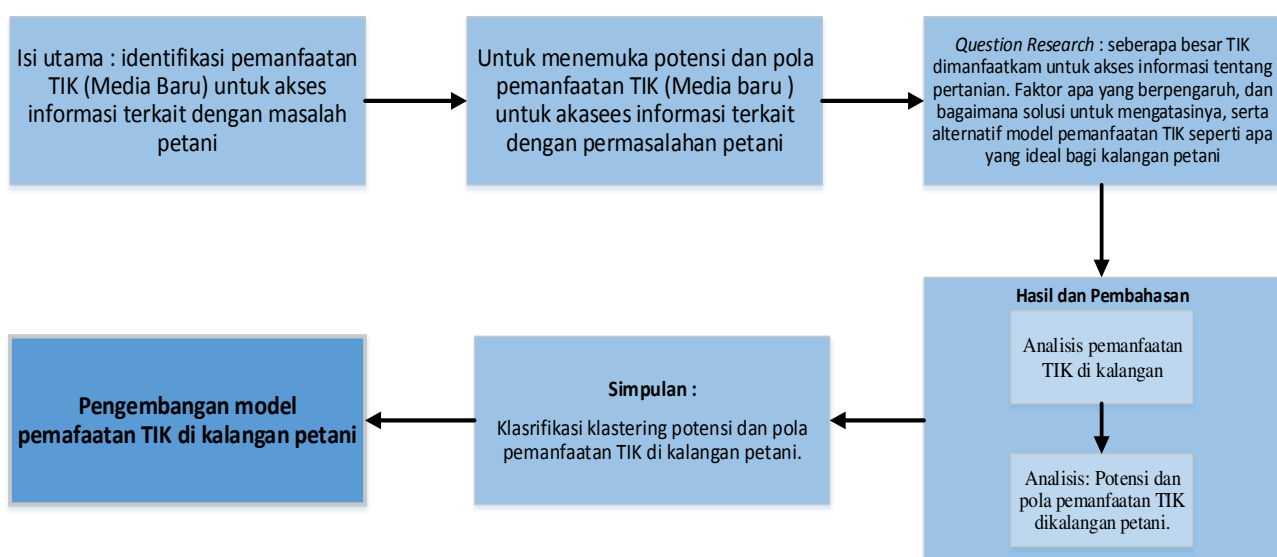 Isi utama : identifikasi pemanfaatan
TIK (Media Baru) untuk akses
informasi terkait dengan masalah
petani
Untuk menemuka potensi dan pola
pemanfaatan TIK (Media baru )
untuk akasees informasi terkait
dengan permasalahan petani
Question Research : seberapa besar TIK
dimanfaatkam untuk akses informasi tentang
pertanian. Faktor apa yang berpengaruh, dan
bagaimana solusi untuk mengatasinya, serta
alternatif model pemanfaatan TIK seperti apa
yang ideal bagi kalangan petani
Hasil dan Pembahasan
Analisis pemanfaatan
TIK di kalangan
Analisis: Potensi dan
pola pemanfaatan TIK
dikalangan petani.
Simpulan :
Klasrifikasi klastering potensi dan pola
pemanfaatan TIK di kalangan petani.
Pengembangan model
pemafaatan TIK di kalangan petani